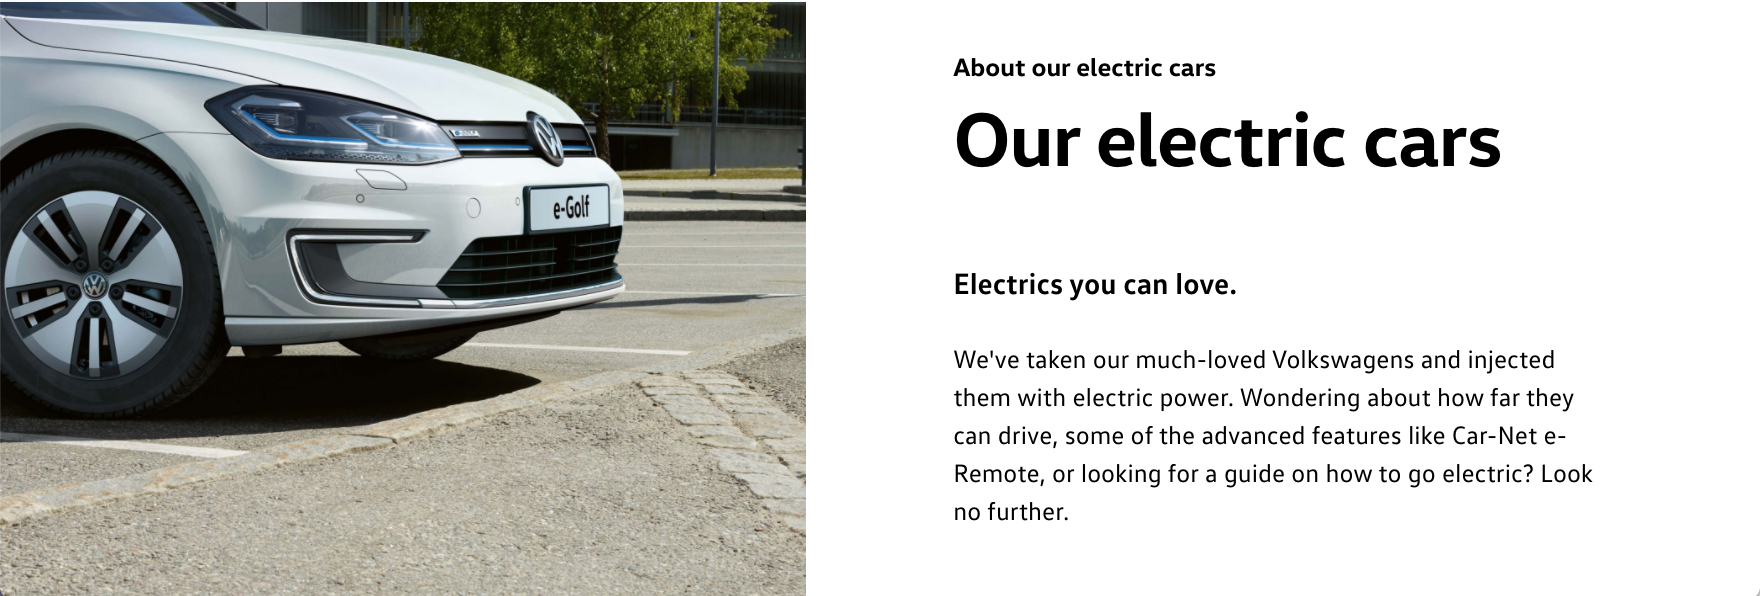 About our electric cars
Our electric cars
e-Golf
Electrics you can love.
We've taken our much-loved Volkswagens and injected
them with electric power. Wondering about how far they
can drive, some of the advanced features like Car-Net e-
Remote, or looking for a guide on how to go electric? Look
no further.